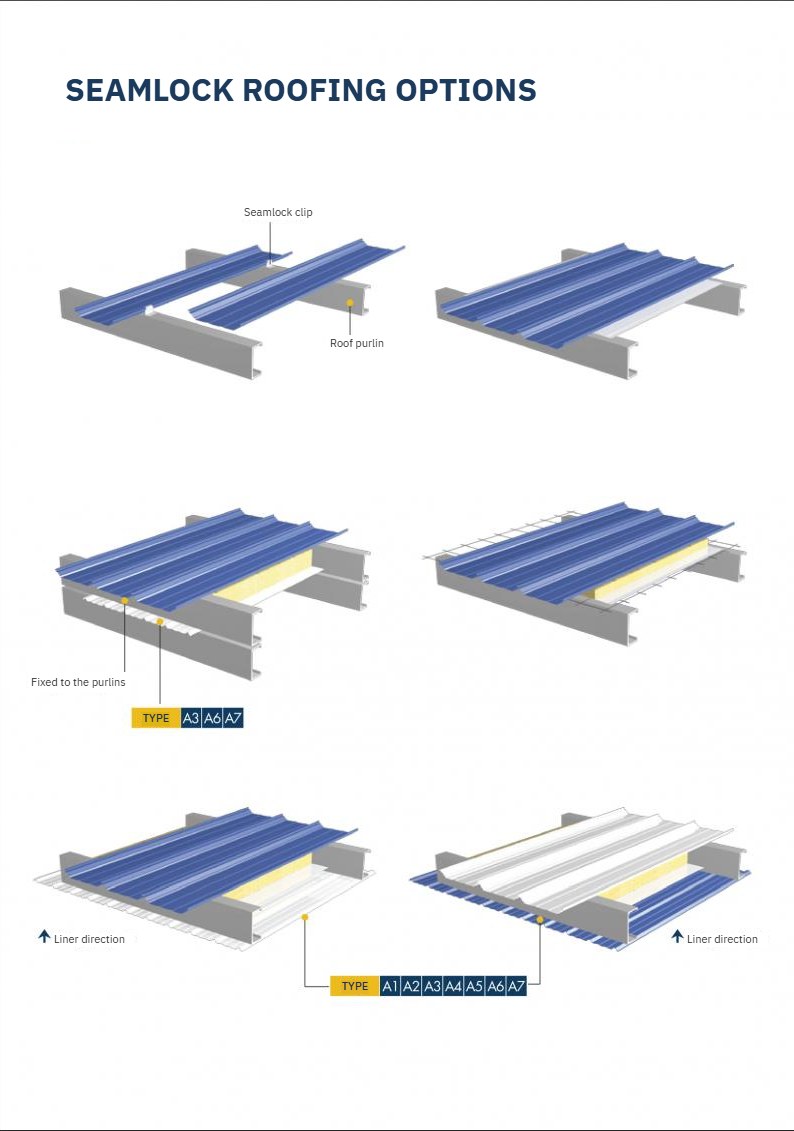 SEAMLOCK ROOFING OPTIONS
Seamlock clip
Roof purlin
Fixed to the purlins
TYPE A3 A6 A7
Liner direction
Liner direction
TYPE A1 A2 A3 A4 A5 A6 A7